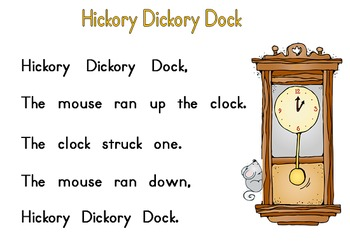 Hickory Dickory Dock
Hickory Dickory Dock,
The mouse ran up the clock.
The clock struck one.
The mouse ran down,
Hickory Dickory Dock.